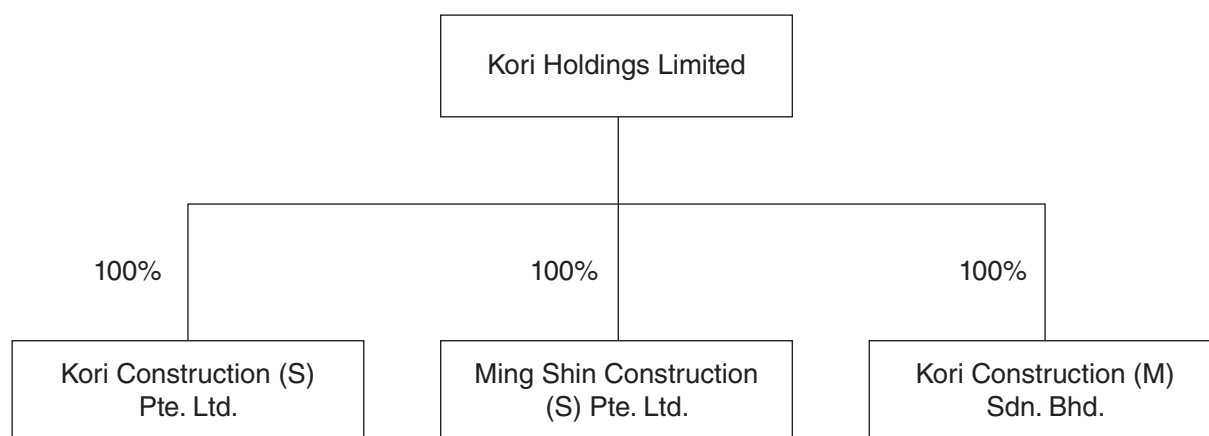 Kori Holdings Limited
100%
100%
100%
Kori Construction (S)
Pte. Ltd.
Ming Shin Construction
(S) Pte. Ltd.
Kori Construction (M)
Sdn. Bhd.